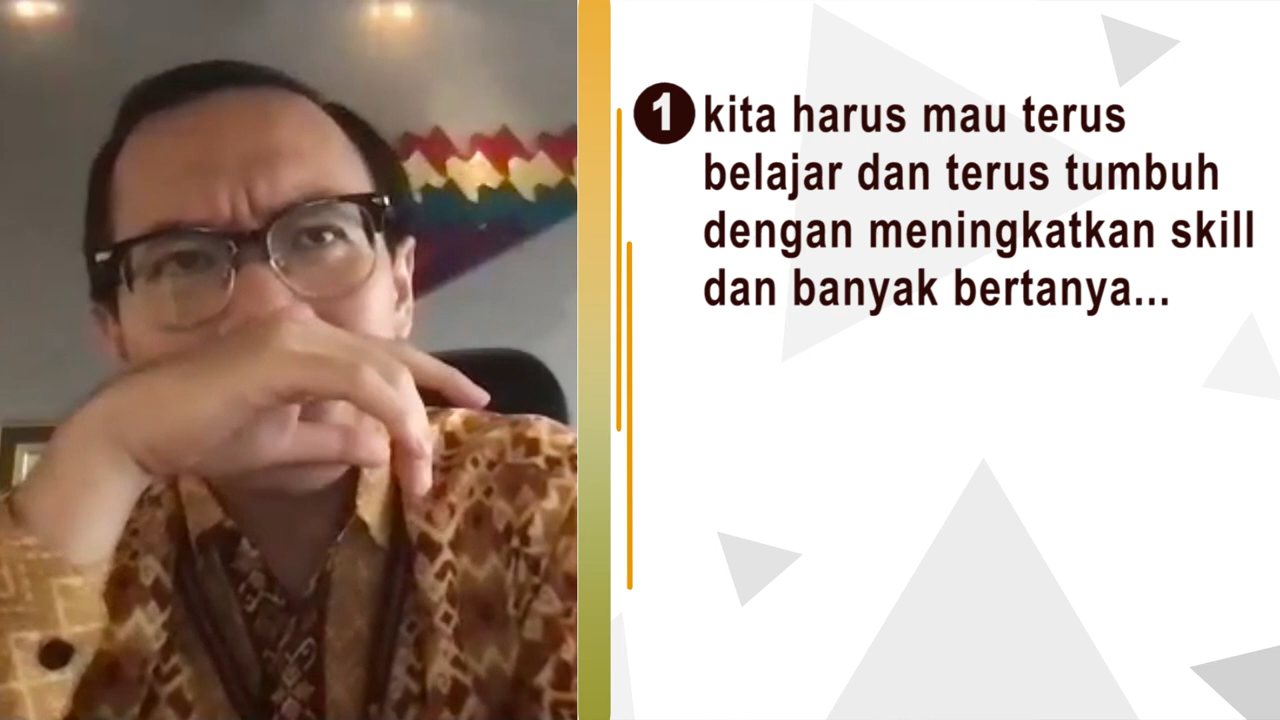 1 kita harus mau terus
belajar dan terus tumbuh
dengan meningkatkan skill
dan banyak bertanya...